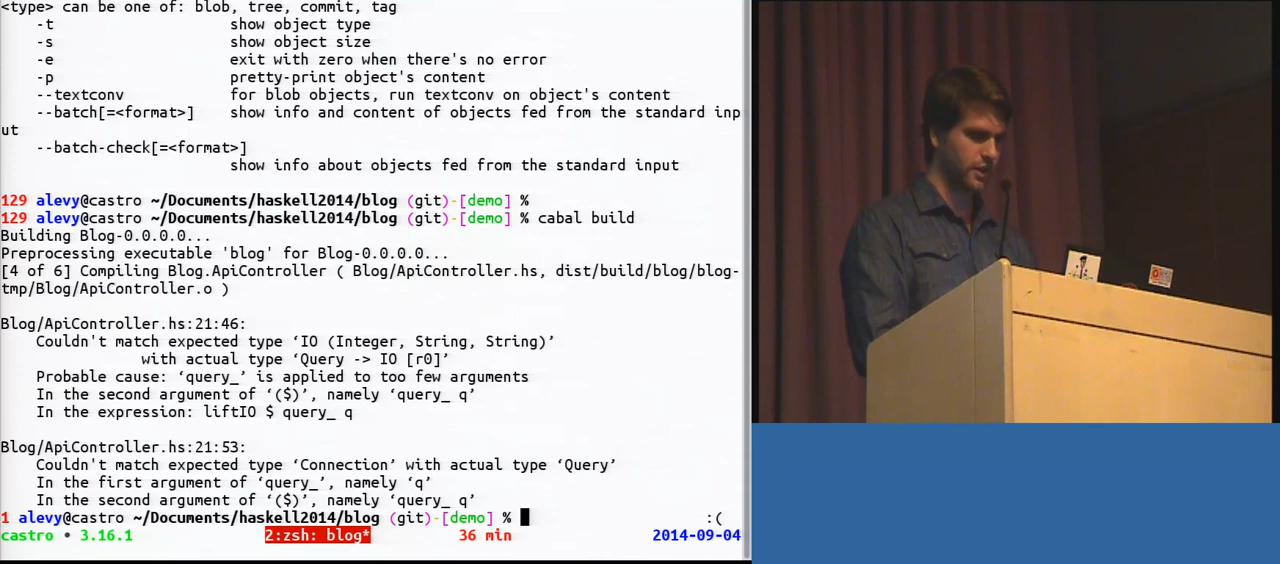 <type> can be one of: blob, tree, commit, tag
-t show object type
-s show object size
-e exit with zero when there's no error
-p pretty-print object's content
--textconv for blob objects, run textconv on object's content
--batch[=<format>] show info and content of objects fed from the standard inp
ut
--batch-check[=<format>]
show info about objects fed from the standard input
129 alevy@castro ~/Documents/haskell2014/blog (git)-[demo] %
129 alevy@castro ~/Documents/haskell2014/blog (git)-[demo] % cabal build
Building Blog-0.0.0.0...
Preprocessing executable 'blog' for Blog-0.0.0.0...
[4 of 6] Compiling Blog.ApiController ( Blog/ApiController.hs, dist/build/blog/blog-
tmp/Blog/ApiController.o )
Blog/ApiController.hs:21:46:
Couldn't match expected type ‘IO (Integer, String, String)’
with actual type ‘Query -> IO [r0]’
Probable cause: ‘query_’ is applied to too few arguments
In the second argument of ‘($)’, namely ‘query_ q’
In the expression: liftIO $ query_ q
Blog/ApiController.hs:21:53:
Couldn't match expected type ‘Connection’ with actual type ‘Query’
In the first argument of ‘query_’, namely ‘q’
In the second argument of ‘($)’, namely ‘query_ q’
1 alevy@castro ~/Documents/haskell2014/blog (git)-[demo] % :(
castro • 3.16.1 2:zsh: blog* 36 min 2014-09-04